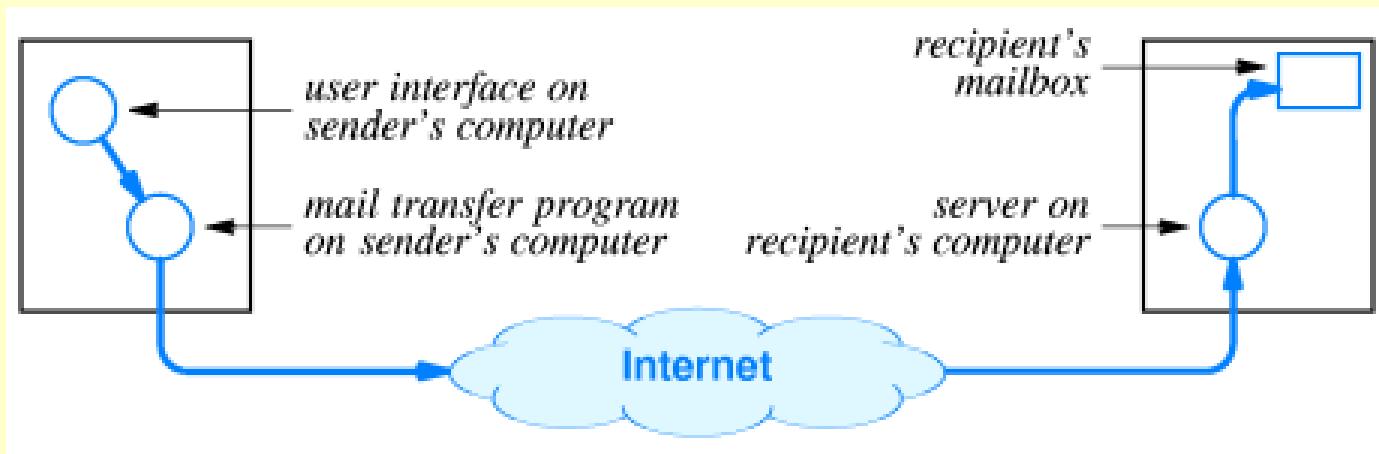 user interface on
sender's computer
mail transfer program
on sender's computer
Internet
recipient's
mailbox
server on
recipient's computer